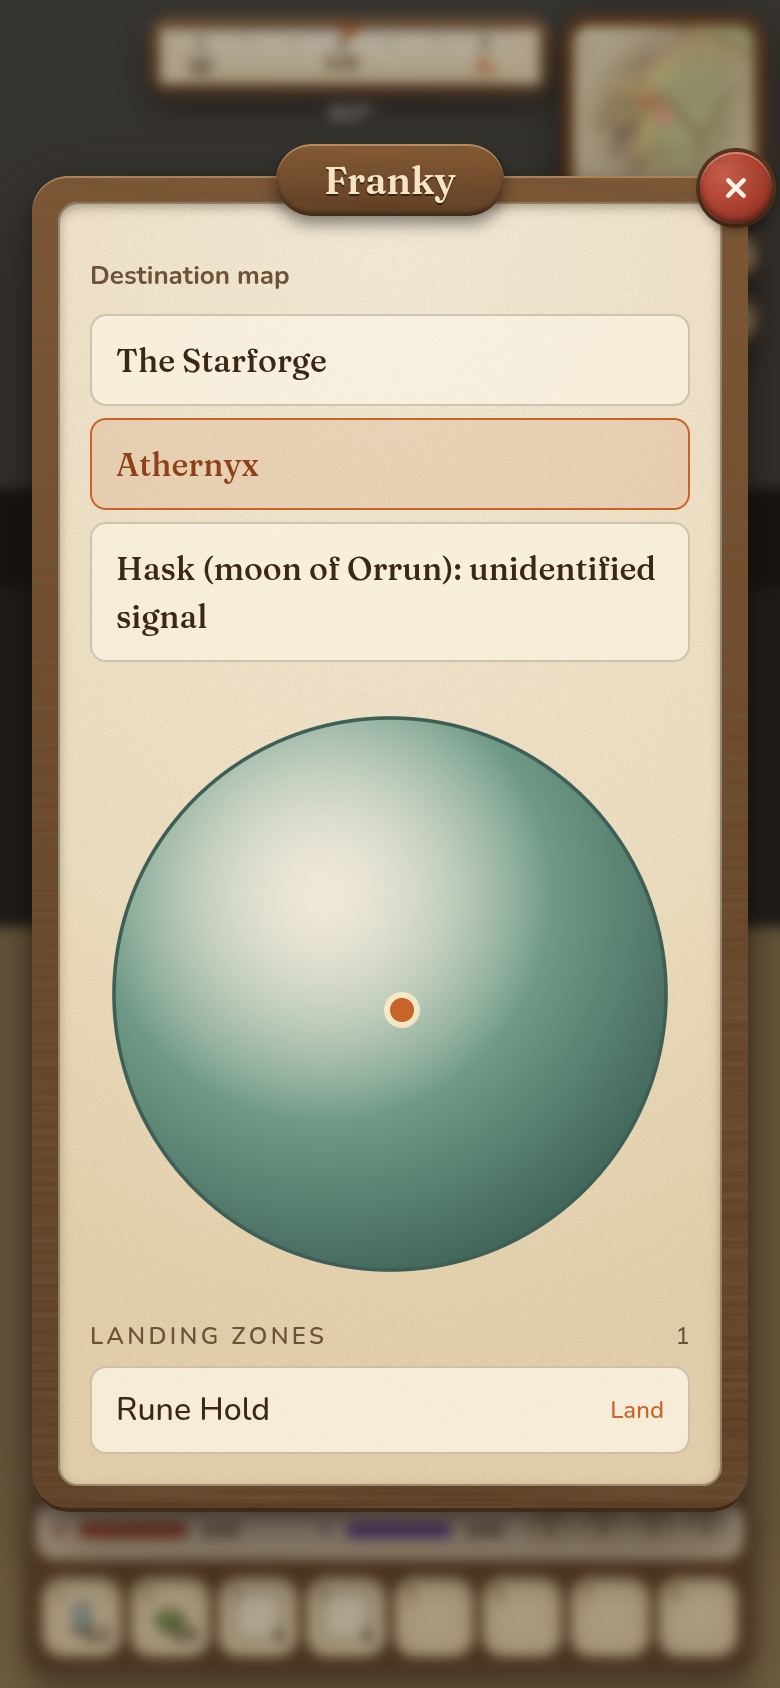 Franky
Destination map
The Starforge
Athernyx
Hask (moon of Orrun): unidentified
signal
LANDING ZONES 1
Rune Hold Land